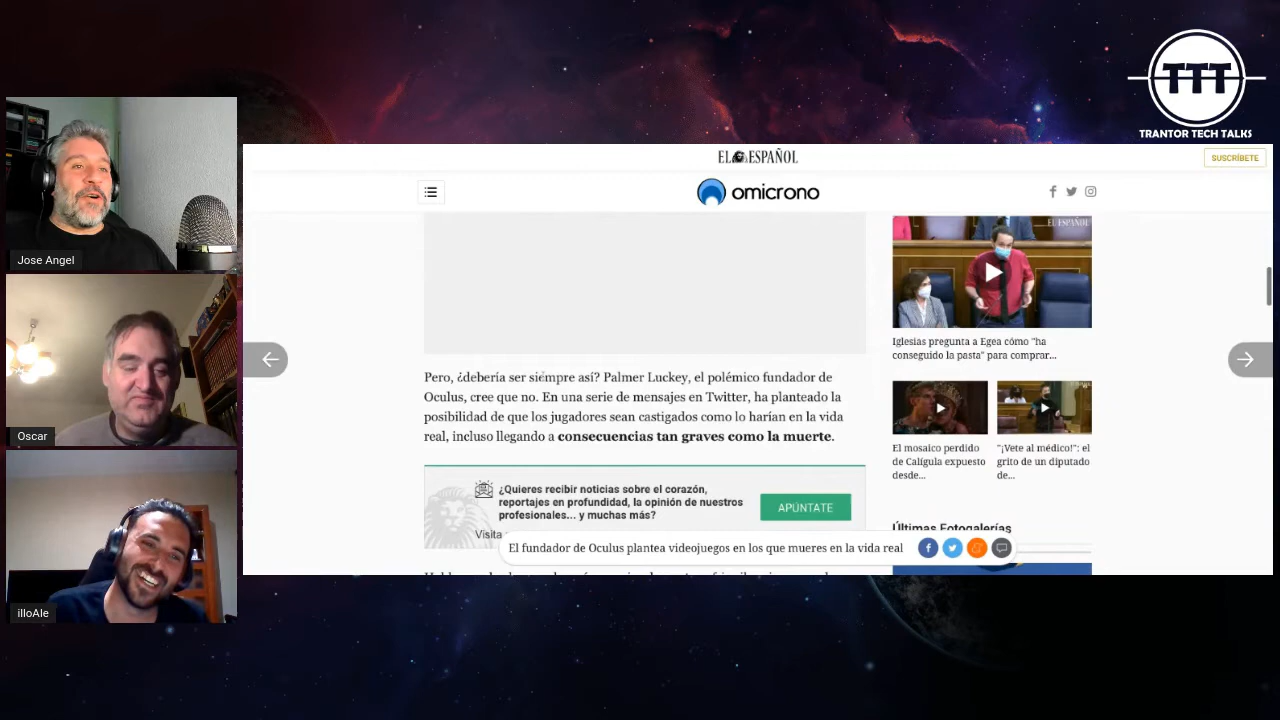 TTT
TRANTOR TECH TALKS
Jose Angel
Oscar
illoAle
EL ESPAÑOL
SUSCRÍBETE
omicrono
Pero, ¿debería ser siempre así? Palmer Luckey, el polémico fundador de
Oculus, cree que no. En una serie de mensajes en Twitter, ha planteado la
posibilidad de que los jugadores sean castigados como lo harían en la vida
real, incluso llegando a consecuencias tan graves como la muerte.
¿Quieres recibir noticias sobre el corazón,
reportajes en profundidad, la opinión de nuestros
profesionales... y muchas más?
APÚNTATE
Visita
El fundador de Oculus plantea videojuegos en los que mueres en la vida real
EL ESPAÑOL
Iglesias pregunta a Egea cómo "ha
conseguido la pasta" para comprar...
El mosaico perdido
de Calígula expuesto
desde...
"¡Vete al médico!": el
grito de un diputado
de...
Últimas Fotogalerías